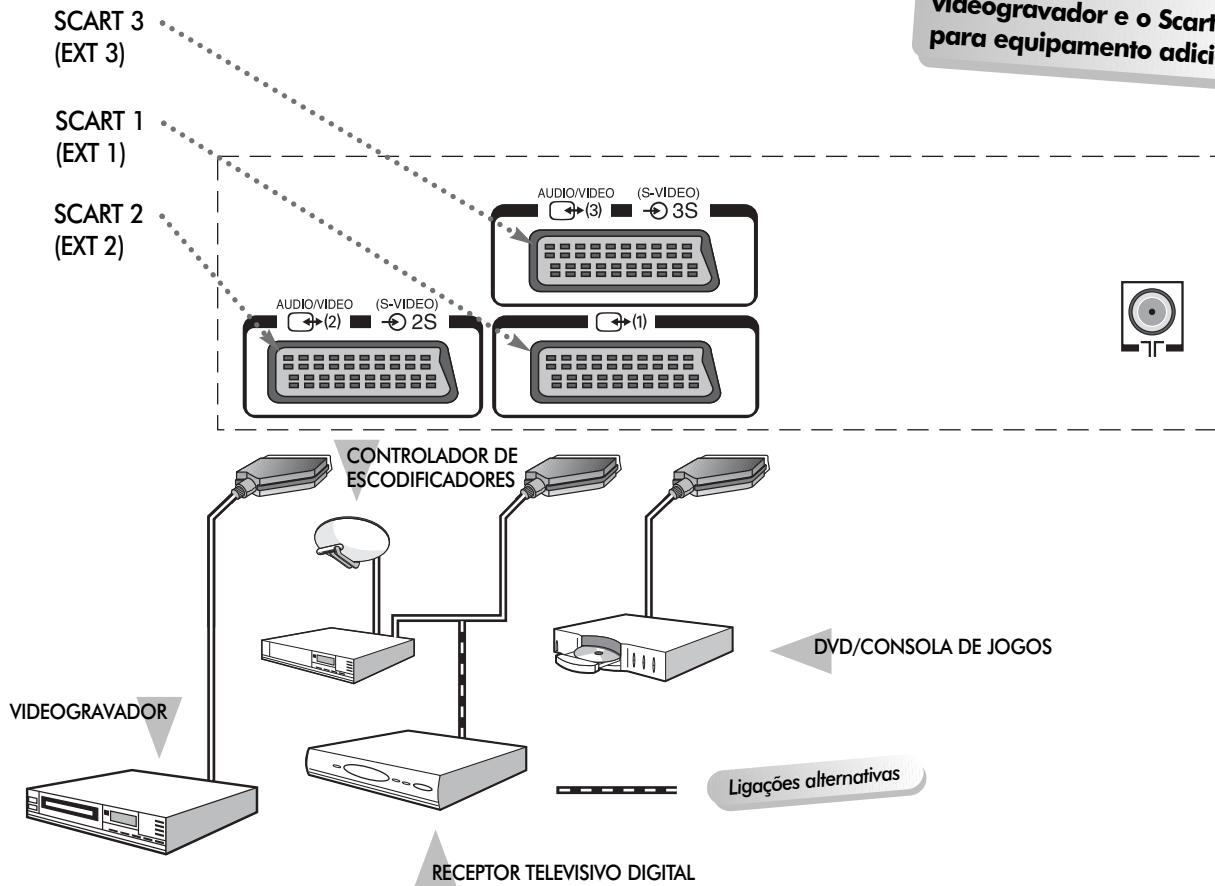 videogravador e o Scart
para equipamento
SCART 3
(EXT 3)
SCART 1
(EXT 1)
SCART 2
(EXT 2)
AUDIO/VIDEO (S-VIDEO)
(3) 3S
AUDIO/VIDEO (S-VIDEO)
(2) 2S
(1)
CONTROLADOR DE
ESCODIFICADORES
DVD/CONSOLA DE JOGOS
VIDEOGRAVADOR
Ligações alternativas
RECEPTOR TELEVISIVO DIGITAL